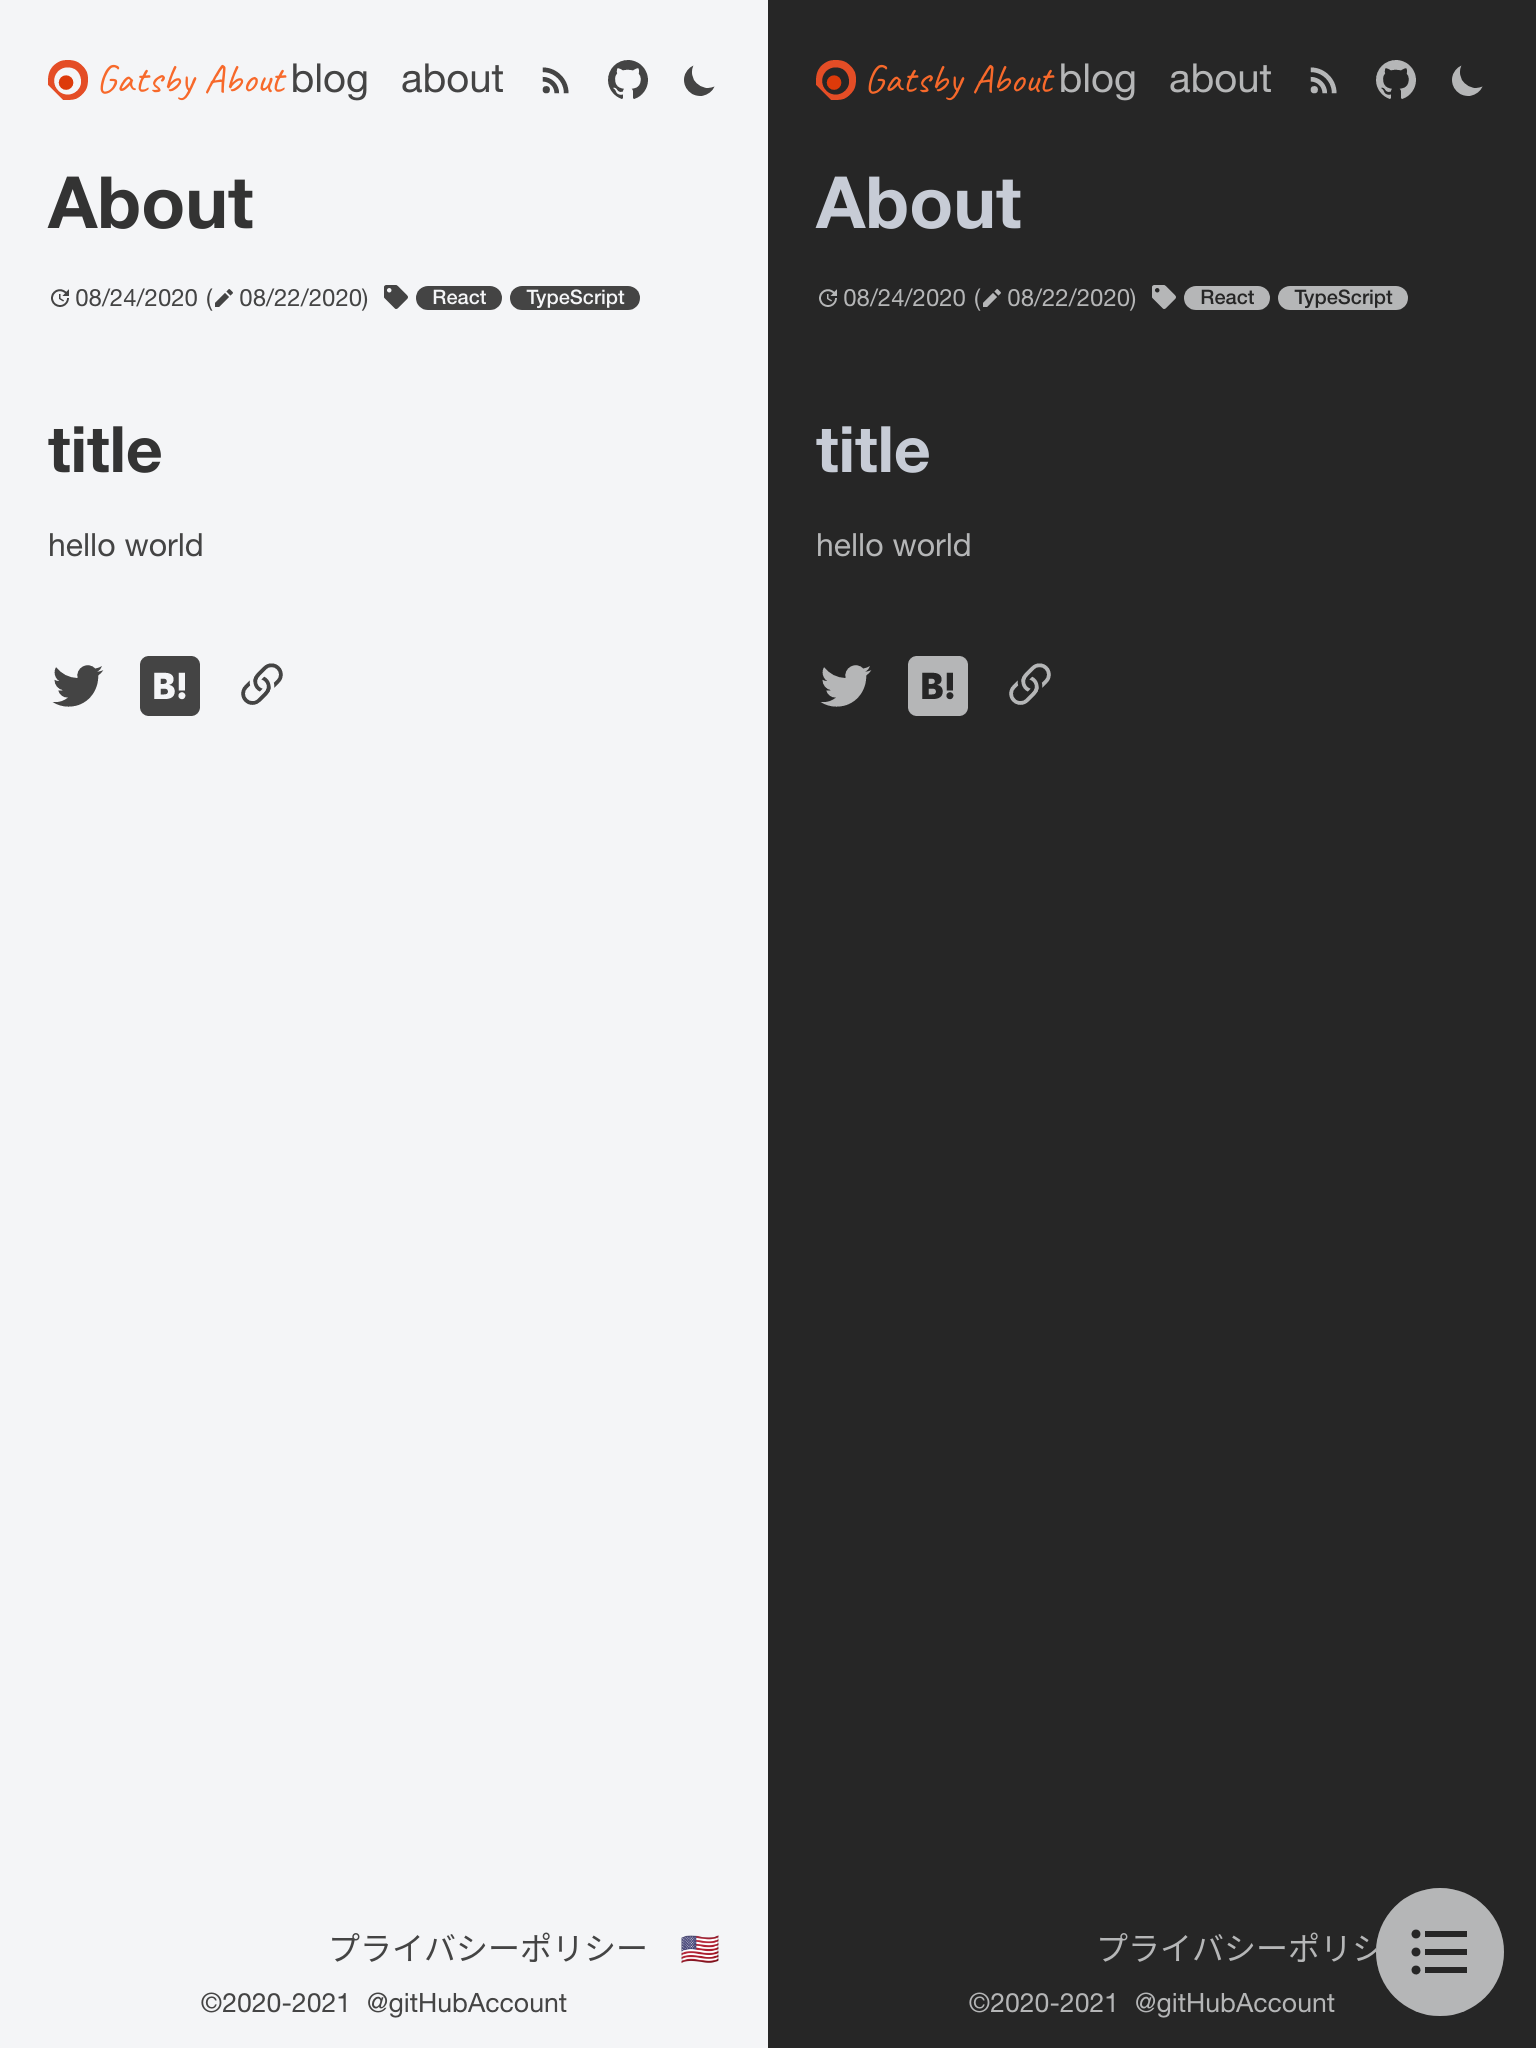 Gatsby About blog about
About
08/24/2020 ( 08/22/2020) React TypeScript
title
hello world
B!
プライバシーポリシー 🇺🇸
©2020-2021 @gitHubAccount
Gatsby About blog about
About
08/24/2020 ( 08/22/2020) React TypeScript
title
hello world
B!
プライバシーポリシ
©2020-2021 @gitHubAccount